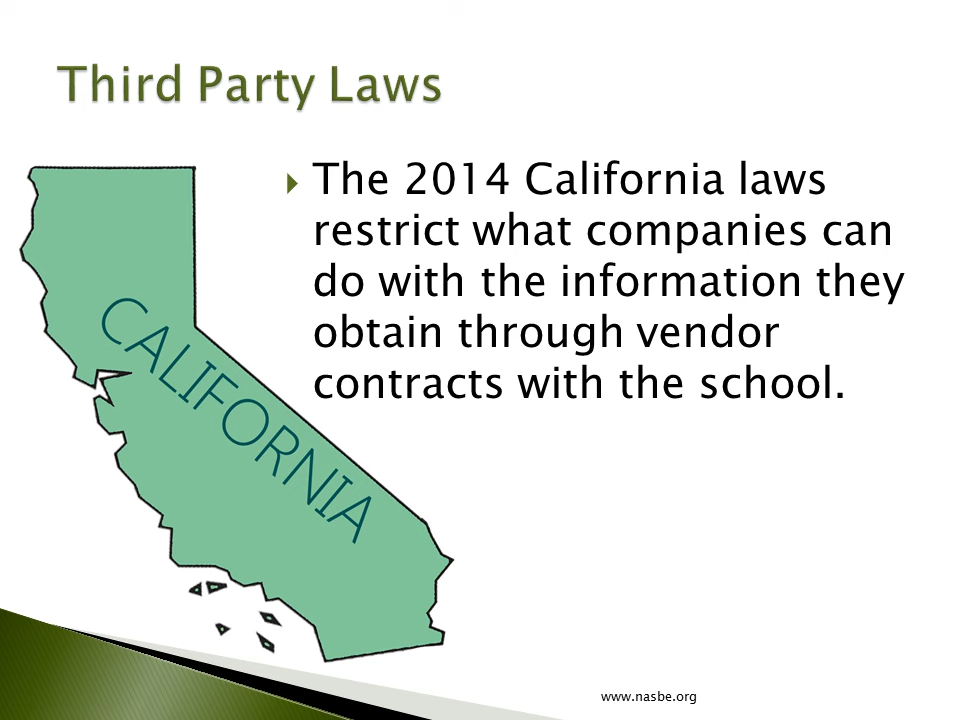 Third Party Laws
The 2014 California laws
restrict what companies can
do with the information they
obtain through vendor
contracts with the school.
CALIFORNIA
www.nasbe.org